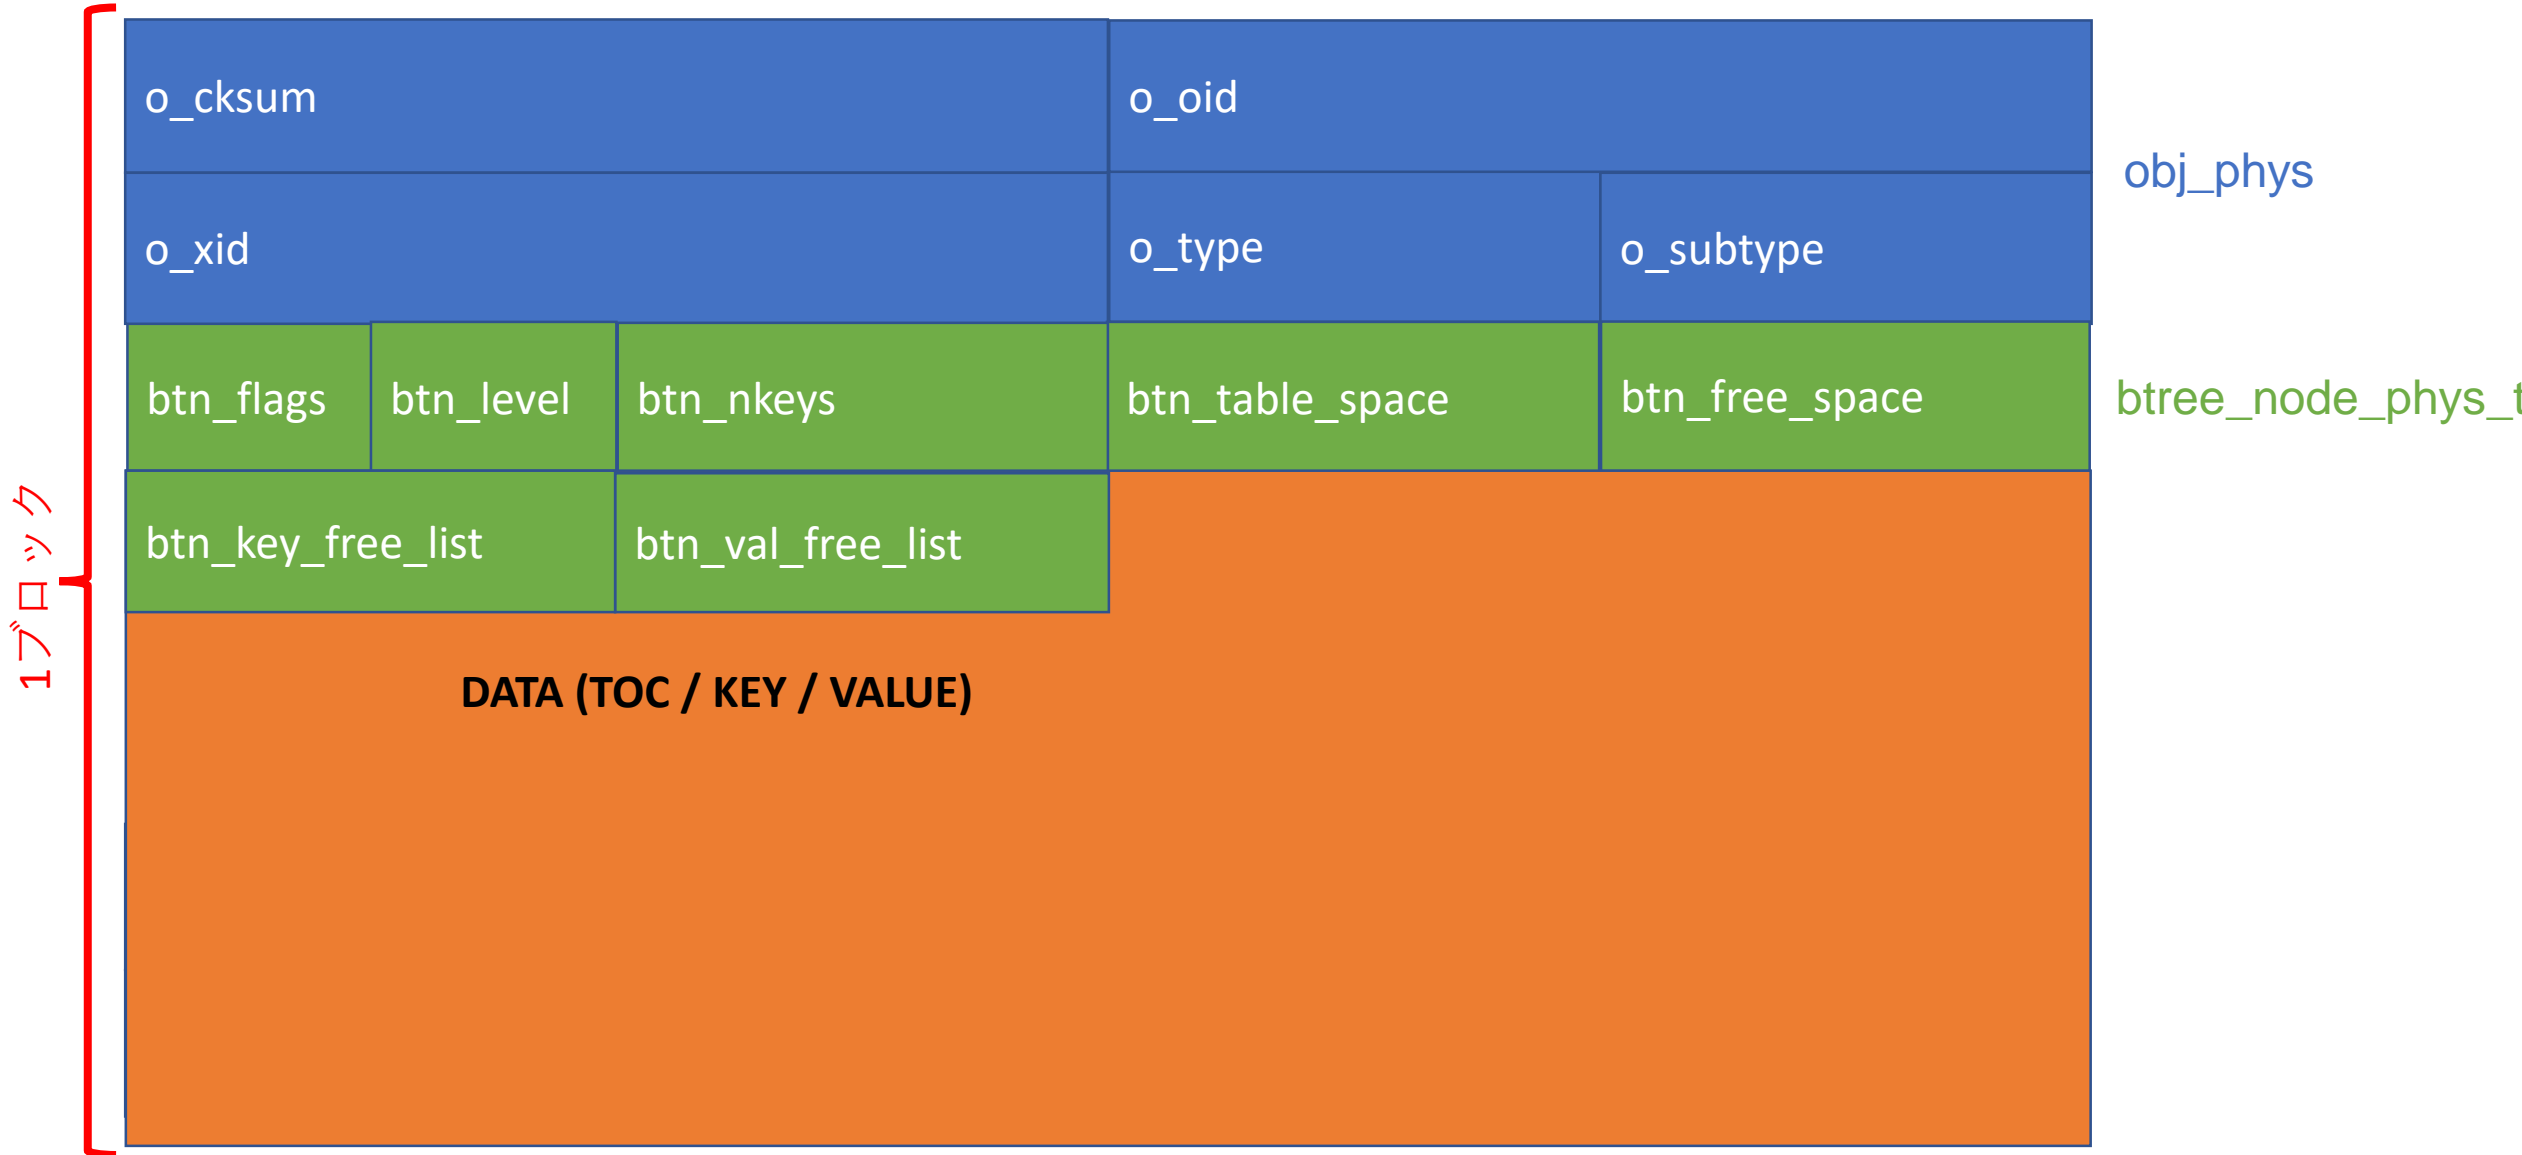 o_cksum
o_oid
obj_phys
o_xid
o_type
o_subtype
btn_flags
btn_level
btn_nkeys
btn_table_space
btn_free_space
btree_node_phys_t
btn_key_free_list
btn_val_free_list
1ブロック
DATA (TOC / KEY / VALUE)